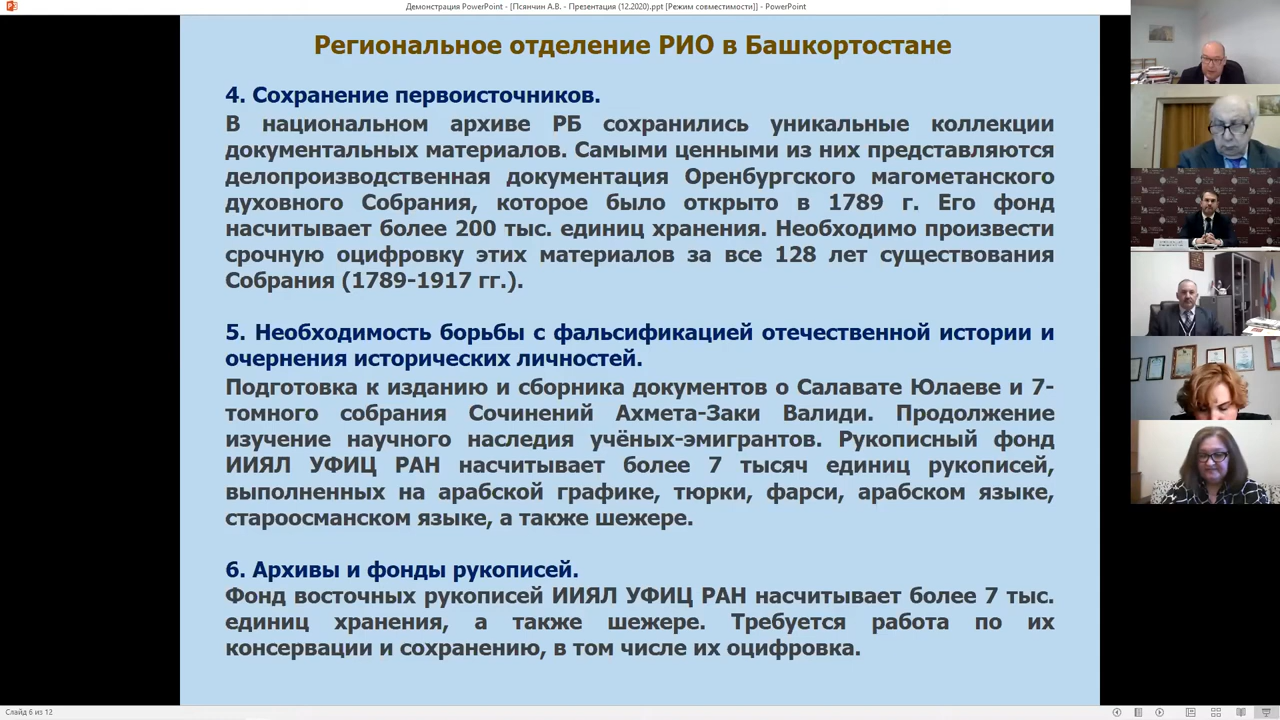 Демонстрация PowerPoint - [Псянчин А.В. - Презентация (12.2020).ppt [Режим совместимости]] - PowerPoint
Региональное отделение РИО в Башкортостане
4. Сохранение первоисточников.
В национальном архиве РБ сохранились уникальные коллекции
документальных материалов. Самыми ценными из них представляются
делопроизводственная документация Оренбургского магометанского
духовного Собрания, которое было открыто в 1789 г. Его фонд
насчитывает более 200 тыс. единиц хранения. Необходимо произвести
срочную оцифровку этих материалов за все 128 лет существования
Собрания (1789-1917 гг.).
5. Необходимость борьбы с фальсификацией отечественной истории и
очернения исторических личностей.
Подготовка к изданию и сборника документов о Салавате Юлаеве и 7-
томного собрания Сочинений Ахмета-Заки Валиди. Продолжение
изучение научного наследия учёных-эмигрантов. Рукописный фонд
ИИЯЛ УФИЦ РАН насчитывает более 7 тысяч единиц рукописей,
выполненных на арабской графике, тюрки, фарси, арабском языке,
староосманском языке, а также шежере.
6. Архивы и фонды рукописей.
Фонд восточных рукописей ИИЯЛ УФИЦ РАН насчитывает более 7 тыс.
единиц хранения, а также шежере. Требуется работа по их
консервации и сохранению, в том числе их оцифровка.
Слайд 6 из 12